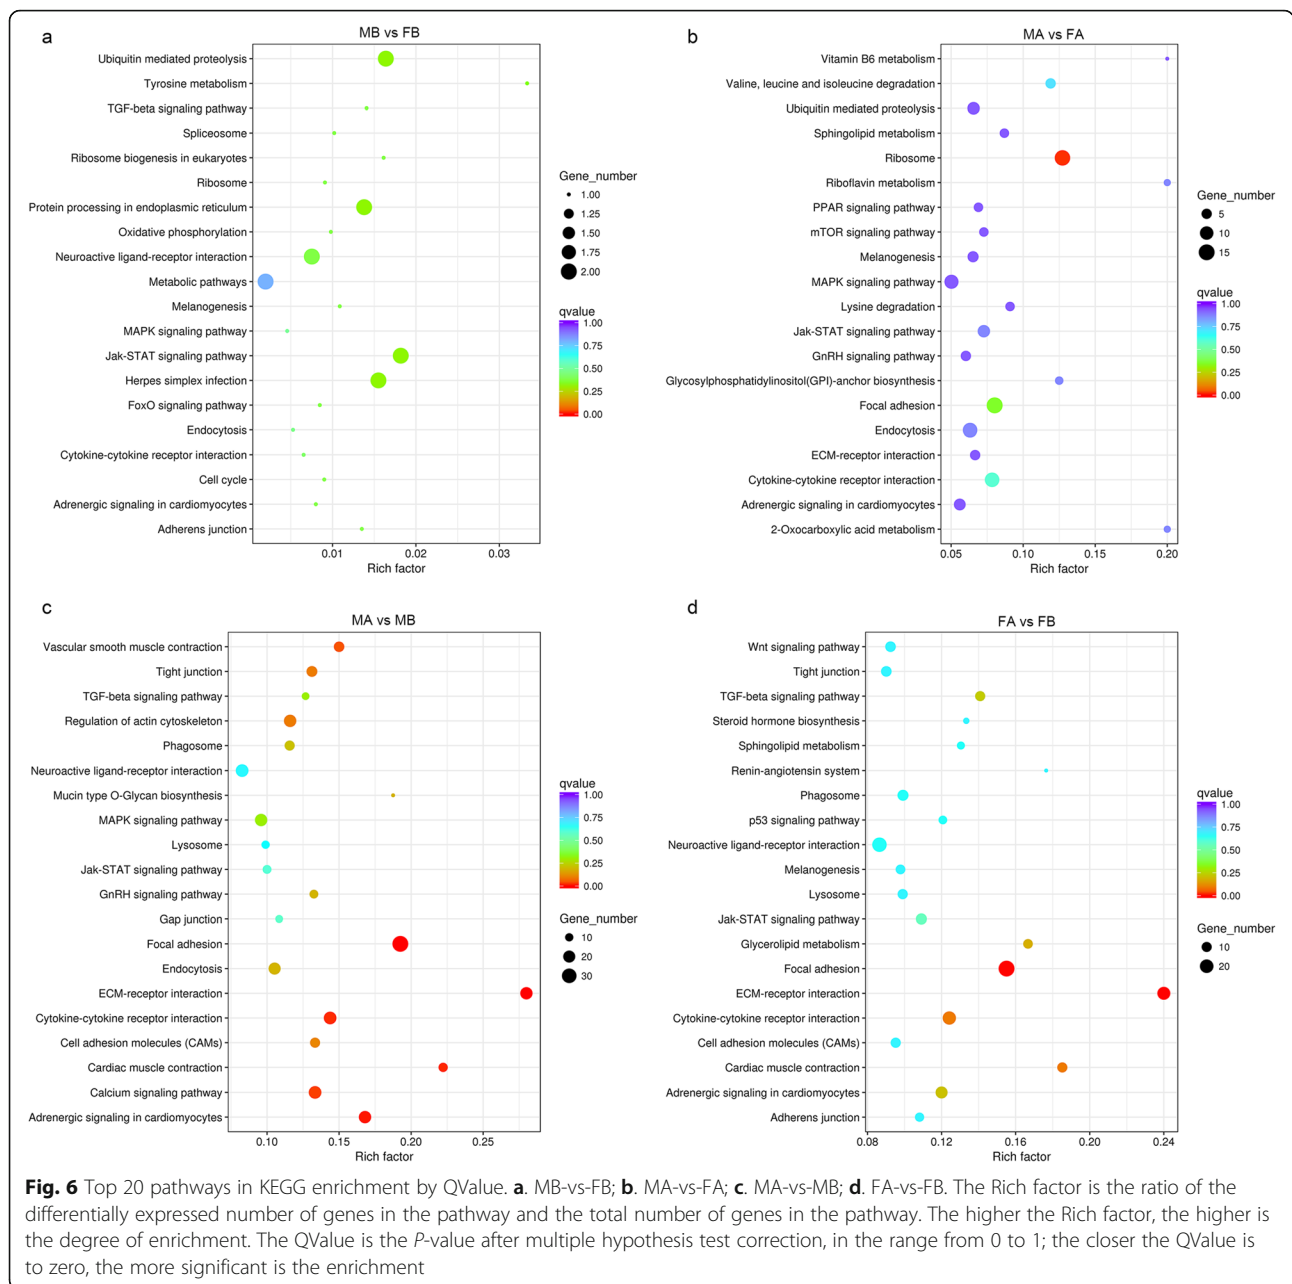 a
MB vs FB
Ubiquitin mediated proteolysis
Tyrosine metabolism
TGF-beta signaling pathway
Spliceosome
Ribosome biogenesis in eukaryotes
Ribosome
Protein processing in endoplasmic reticulum
Oxidative phosphorylation
Neuroactive ligand-receptor interaction
Metabolic pathways
Melanogenesis
MAPK signaling pathway
Jak-STAT signaling pathway
Herpes simplex infection
FoxO signaling pathway
Endocytosis
Cytokine-cytokine receptor interaction
Cell cycle
Adrenergic signaling in cardiomyocytes
Adherens junction
0.01 0.02 0.03
Rich factor
Gene_number
1.00
1.25
1.50
1.75
2.00
qvalue
1.00
0.75
0.50
0.25
0.00
b
MA vs FA
Vitamin B6 metabolism
Valine, leucine and isoleucine degradation
Ubiquitin mediated proteolysis
Sphingolipid metabolism
Ribosome
Riboflavin metabolism
PPAR signaling pathway
mTOR signaling pathway
Melanogenesis
MAPK signaling pathway
Lysine degradation
Jak-STAT signaling pathway
GnRH signaling pathway
Glycosylphosphatidylinositol(GPI)-anchor biosynthesis
Focal adhesion
Endocytosis
ECM-receptor interaction
Cytokine-cytokine receptor interaction
Adrenergic signaling in cardiomyocytes
2-Oxocarboxylic acid metabolism
0.05 0.10 0.15 0.20
Rich factor
Gene_number
5
10
15
qvalue
1.00
0.75
0.50
0.25
0.00
c
MA vs MB
Vascular smooth muscle contraction
Tight junction
TGF-beta signaling pathway
Regulation of actin cytoskeleton
Phagosome
Neuroactive ligand-receptor interaction
Mucin type O-Glycan biosynthesis
MAPK signaling pathway
Lysosome
Jak-STAT signaling pathway
GnRH signaling pathway
Gap junction
Focal adhesion
Endocytosis
ECM-receptor interaction
Cytokine-cytokine receptor interaction
Cell adhesion molecules (CAMs)
Cardiac muscle contraction
Calcium signaling pathway
Adrenergic signaling in cardiomyocytes
0.10 0.15 0.20 0.25
Rich factor
qvalue
1.00
0.75
0.50
0.25
0.00
Gene_number
10
20
30
d
FA vs FB
Wnt signaling pathway
Tight junction
TGF-beta signaling pathway
Steroid hormone biosynthesis
Sphingolipid metabolism
Renin-angiotensin system
Phagosome
p53 signaling pathway
Neuroactive ligand-receptor interaction
Melanogenesis
Lysosome
Jak-STAT signaling pathway
Glycerolipid metabolism
Focal adhesion
ECM-receptor interaction
Cytokine-cytokine receptor interaction
Cell adhesion molecules (CAMs)
Cardiac muscle contraction
Adrenergic signaling in cardiomyocytes
Adherens junction
0.08 0.12 0.16 0.20 0.24
Rich factor
qvalue
1.00
0.75
0.50
0.25
0.00
Gene_number
10
20
Fig. 6 Top 20 pathways in KEGG enrichment by QValue. a. MB-vs-FB; b. MA-vs-FA; c. MA-vs-MB; d. FA-vs-FB. The Rich factor is the ratio of the
differentially expressed number of genes in the pathway and the total number of genes in the pathway. The higher the Rich factor, the higher is
the degree of enrichment. The QValue is the P-value after multiple hypothesis test correction, in the range from 0 to 1; the closer the QValue is
to zero, the more significant is the enrichment